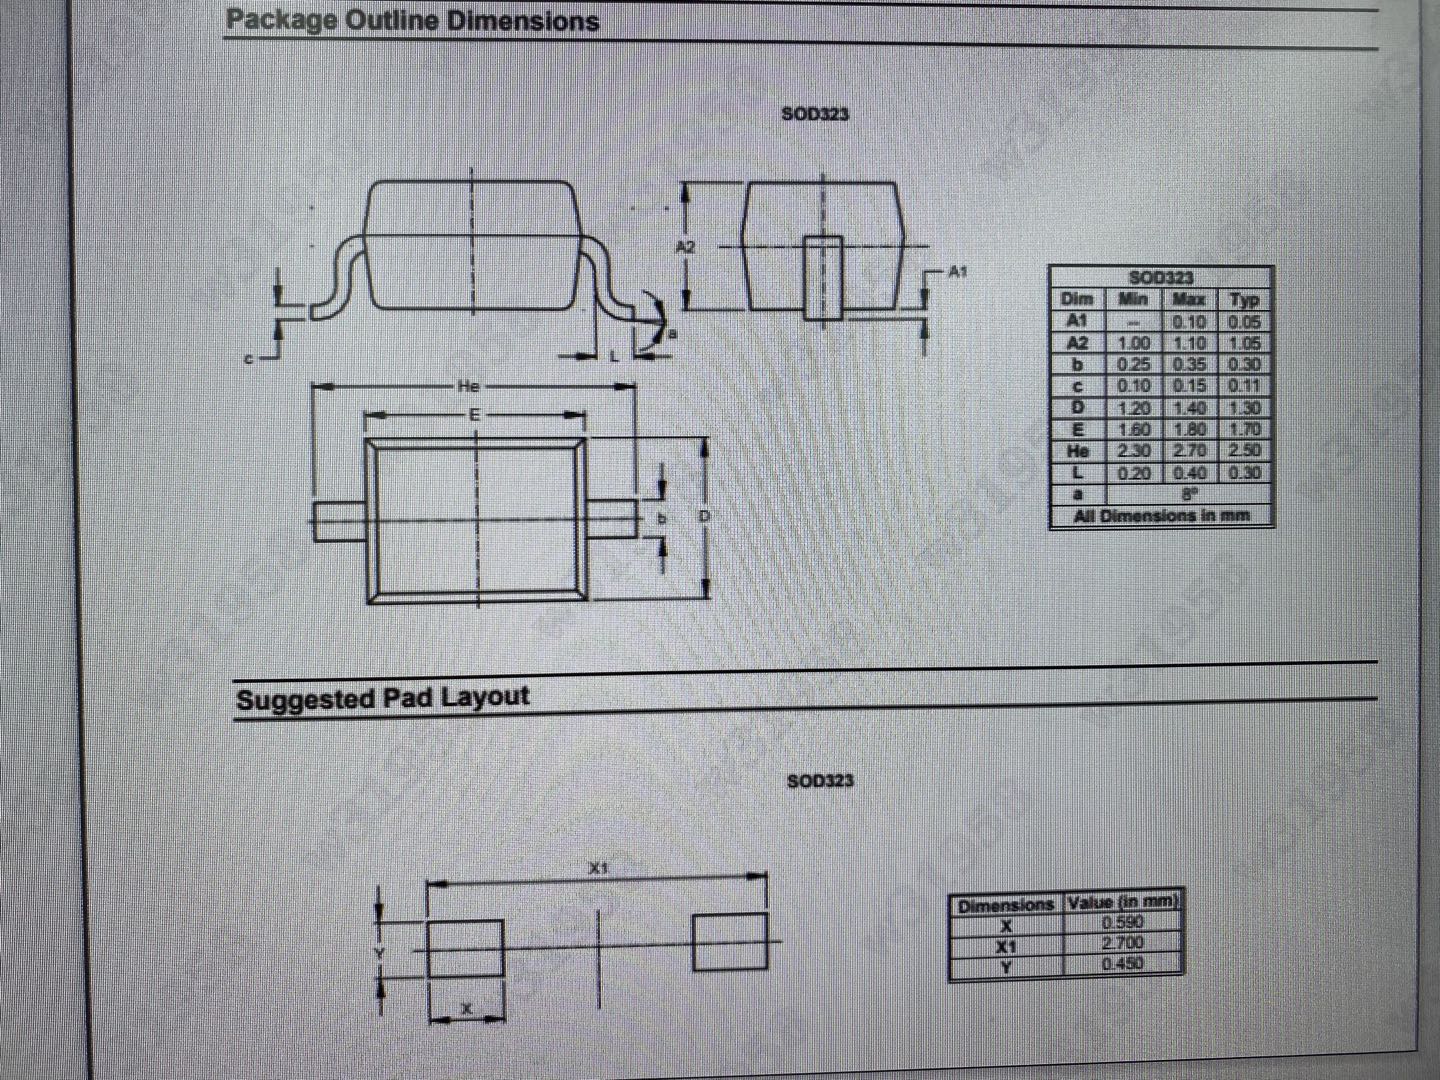 Package Outline Dimensions
SOD323
A2
A1
c
L
a
He
E
b
D
SOD323
Dim Min Max Typ
A1 -- 0.10 0.05
A2 1.00 1.10 1.05
b 0.25 0.35 0.30
c 0.10 0.15 0.11
D 1.20 1.40 1.30
E 1.60 1.80 1.70
He 2.30 2.70 2.50
L 0.20 0.40 0.30
a 8°
All Dimensions in mm
Suggested Pad Layout
SOD323
X1
Y
X
Dimensions Value (in mm)
X 0.590
X1 2.700
Y 0.450